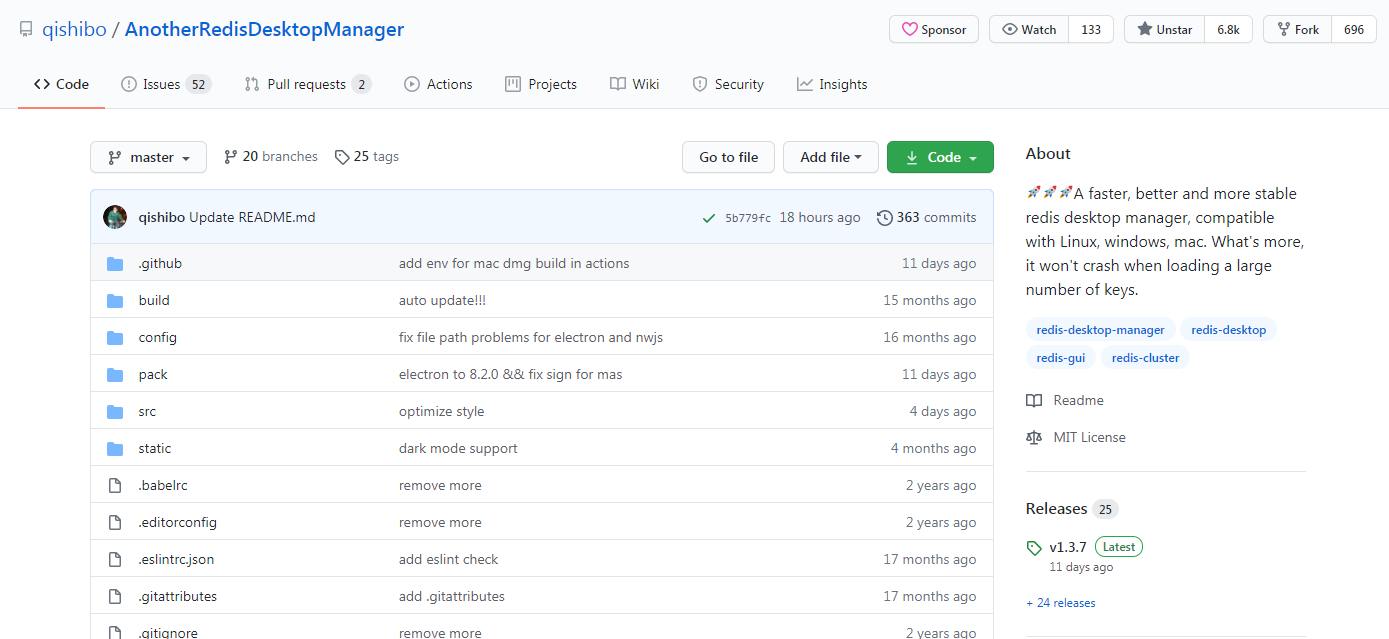 qishibo / AnotherRedisDesktopManager
Sponsor
Watch 133
Unstar 6.8k
Fork 696
Code
Issues 52
Pull requests 2
Actions
Projects
Wiki
Security
Insights
master
20 branches
25 tags
Go to file
Add file
Code
qishibo Update README.md
5b779fc 18 hours ago
363 commits
.github add env for mac dmg build in actions 11 days ago
build auto update!!! 15 months ago
config fix file path problems for electron and nwjs 16 months ago
pack electron to 8.2.0 && fix sign for mas 11 days ago
src optimize style 4 days ago
static dark mode support 4 months ago
.babelrc remove more 2 years ago
.editorconfig remove more 2 years ago
.eslintrc.json add eslint check 17 months ago
.gitattributes add .gitattributes 17 months ago
.gitignore remove more 2 years ago
About
🚀🚀🚀A faster, better and more stable
redis desktop manager, compatible
with Linux, windows, mac. What's more,
it won't crash when loading a large
number of keys.
redis-desktop-manager redis-desktop
redis-gui redis-cluster
Readme
MIT License
Releases 25
v1.3.7 Latest
11 days ago
+ 24 releases